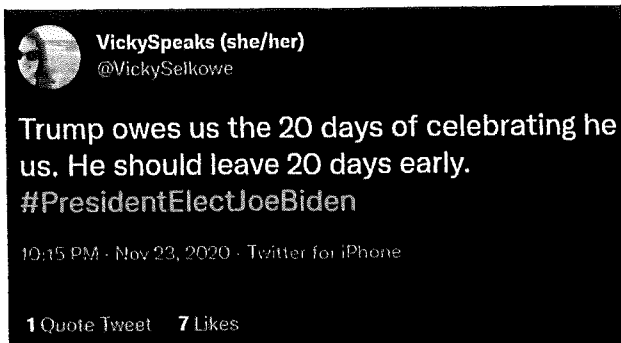 VickySpeaks (she/her)
@VickySelkowe
Trump owes us the 20 days of celebrating he
us. He should leave 20 days early.
#PresidentElectJoeBiden
10:15 PM · Nov 23, 2020 · Twitter for iPhone
1 Quote Tweet 7 Likes